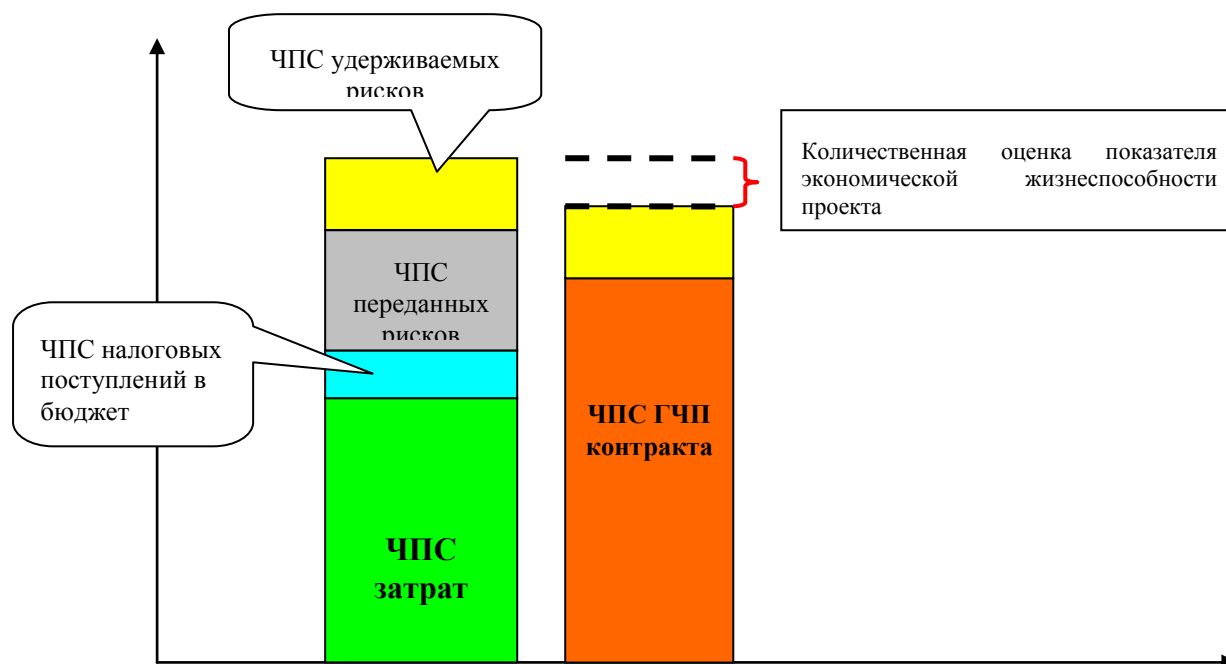 ЧПС удерживаемых
рисков
Количественная оценка показателя
экономической жизнеспособности
проекта
ЧПС
переданных
рисков
ЧПС налоговых
поступлений в
бюджет
ЧПС ГЧП
контракта
ЧПС
затрат